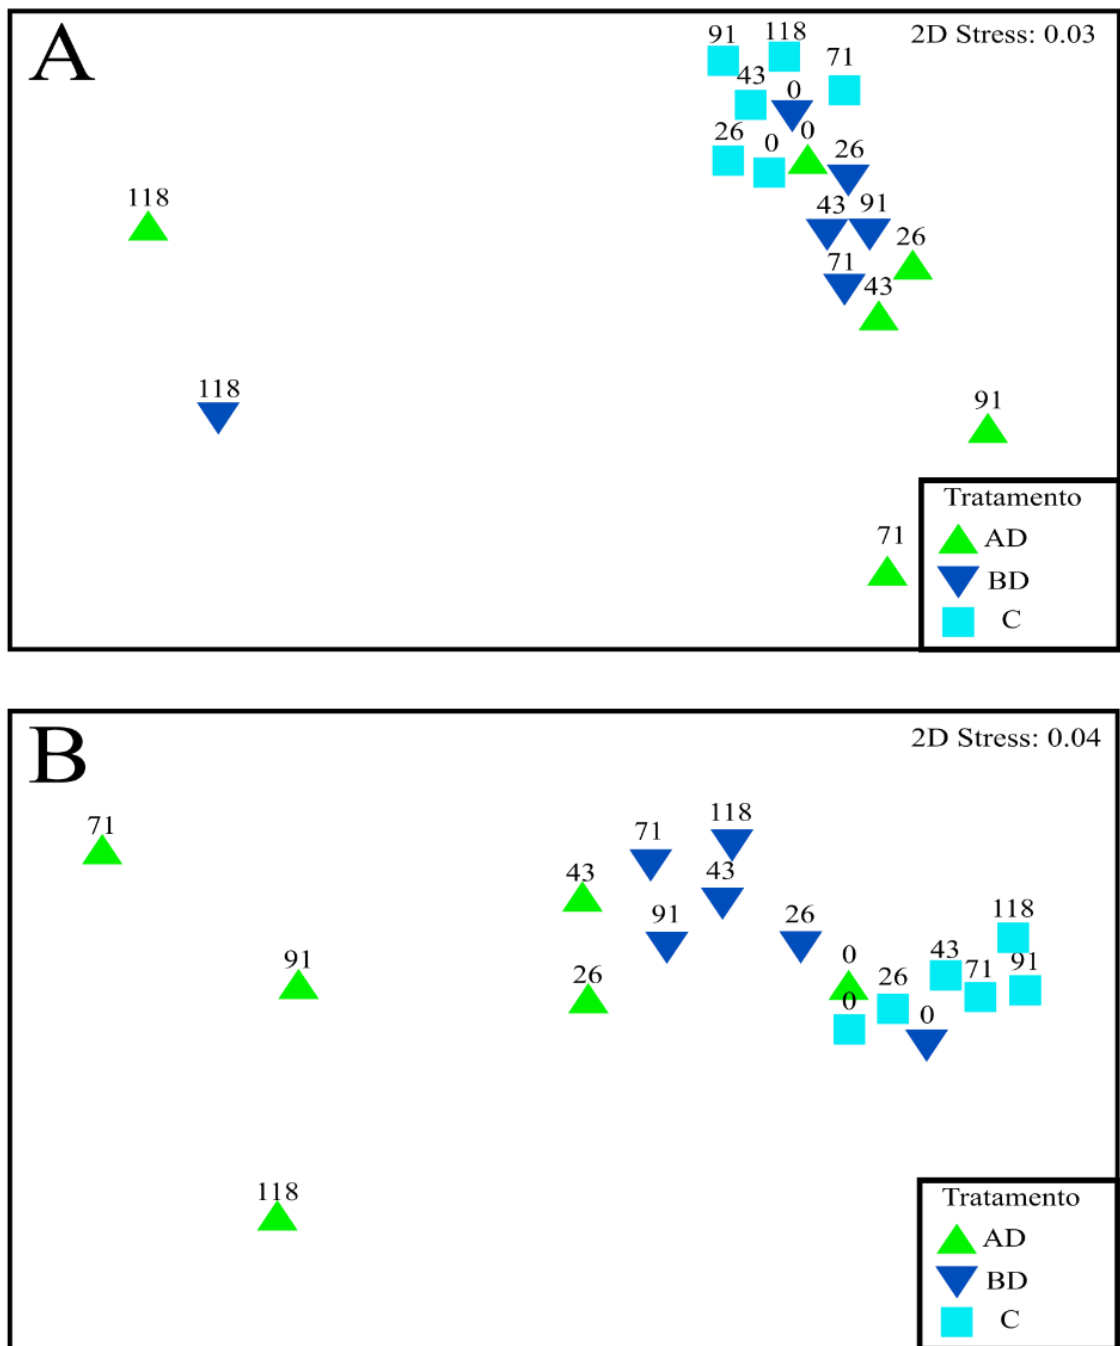 A
2D Stress: 0.03
91 118 71
43 0
26 0 0 26
118
43 91 26
71 43
118
91
71
Tratamento
AD
BD
C
B
2D Stress: 0.04
71
71 118
43 43
91 26 118
91 26 0 26 43 71 91
0 0
118
Tratamento
AD
BD
C